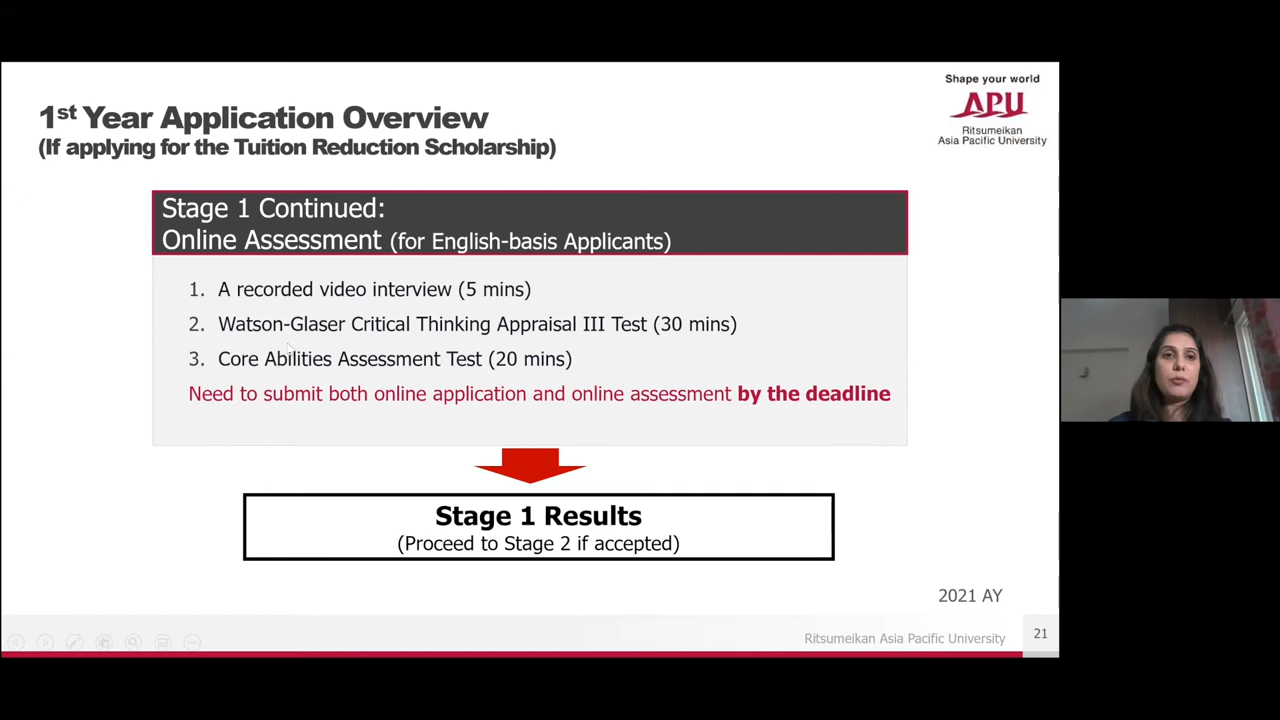 1st Year Application Overview
(If applying for the Tuition Reduction Scholarship)
Shape your world
APU
Ritsumeikan
Asia Pacific University
Stage 1 Continued:
Online Assessment (for English-basis Applicants)
1. A recorded video interview (5 mins)
2. Watson-Glaser Critical Thinking Appraisal III Test (30 mins)
3. Core Abilities Assessment Test (20 mins)
Need to submit both online application and online assessment by the deadline
Stage 1 Results
(Proceed to Stage 2 if accepted)
2021 AY
Ritsumeikan Asia Pacific University
21